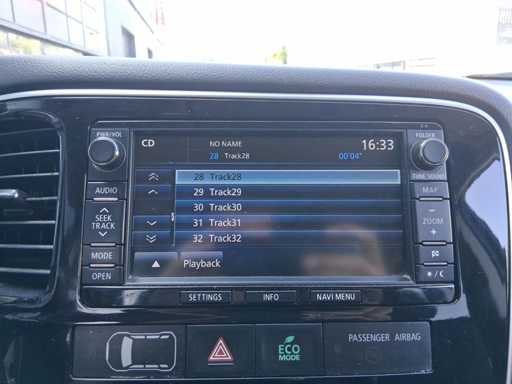 PWR/VOL
CD
NO NAME
16:33
FOLDER
28 Track28
00'04"
TUNE SOUND
28 Track28
AUDIO
29 Track29
MAP
30 Track30
SEEK
TRACK
31 Track31
ZOOM
32 Track32
MODE
Playback
OPEN
SETTINGS
INFO
NAVI MENU
ECO
MODE
PASSENGER AIRBAG